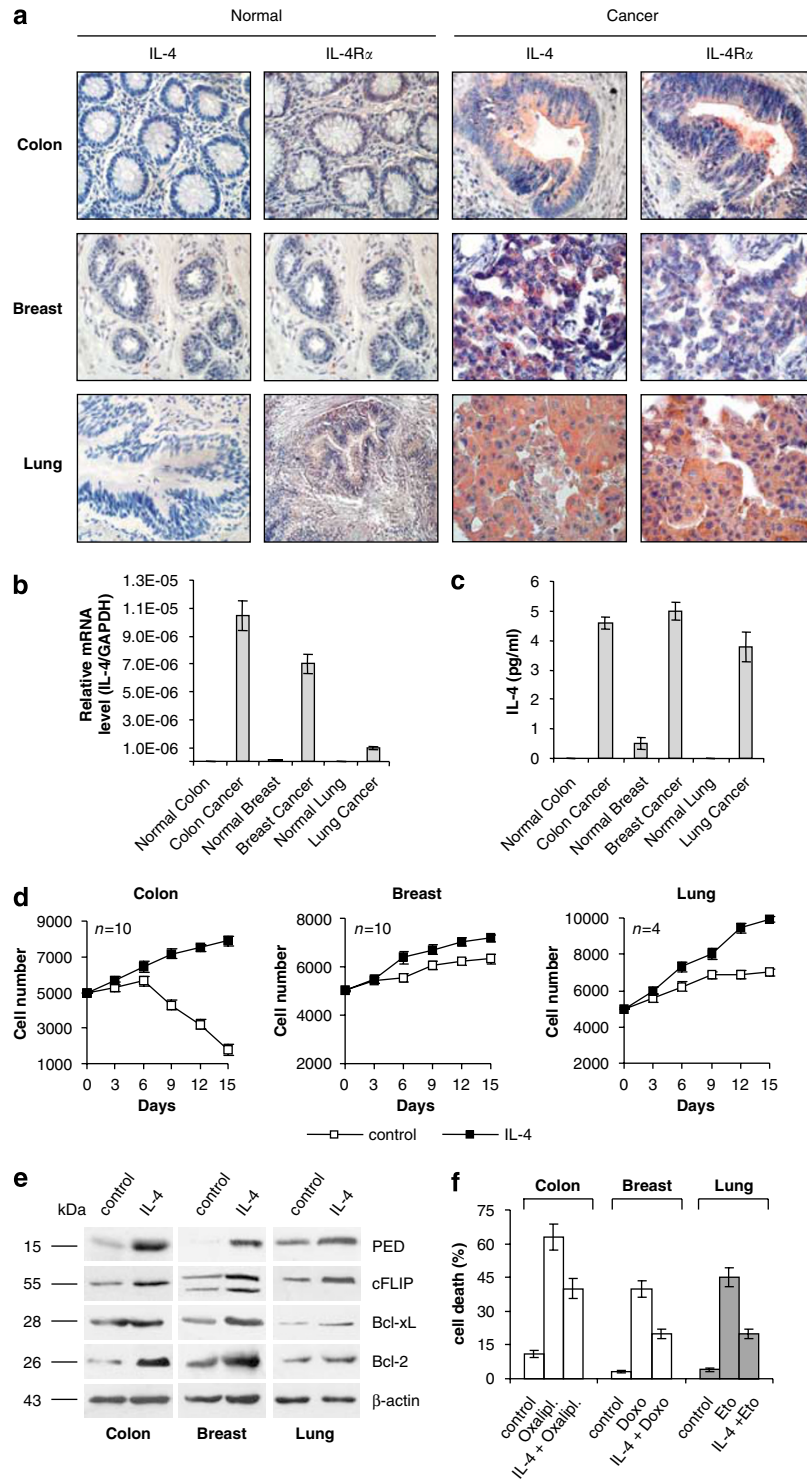 a
Normal Cancer
IL-4 IL-4Rα IL-4 IL-4Rα
Colon
Breast
Lung
b
Relative mRNA
level (IL-4/GAPDH)
1.3E-05
1.1E-05
9.0E-06
7.0E-06
5.0E-06
3.0E-06
1.0E-06
Normal Colon
Colon Cancer
Normal Breast
Breast Cancer
Normal Lung
Lung Cancer
c
IL-4 (pg/ml)
6
5
4
3
2
1
0
Normal Colon
Colon Cancer
Normal Breast
Breast Cancer
Normal Lung
Lung Cancer
d
Colon
n=10
Cell number
9000
7000
5000
3000
1000
0 3 6 9 12 15
Days
Breast
n=10
Cell number
8000
6000
4000
2000
0 3 6 9 12 15
Days
Lung
n=4
Cell number
10000
8000
6000
4000
2000
0 3 6 9 12 15
Days
control IL-4
e
kDa control IL-4 control IL-4 control IL-4
15 PED
55 cFLIP
28 Bcl-xL
26 Bcl-2
43 β-actin
Colon Breast Lung
f
Colon Breast Lung
cell death (%)
75
60
45
30
15
0
control
Oxalipl.
IL-4 + Oxalipl.
control
Doxo
IL-4 + Doxo
control
Eto
IL-4 +Eto